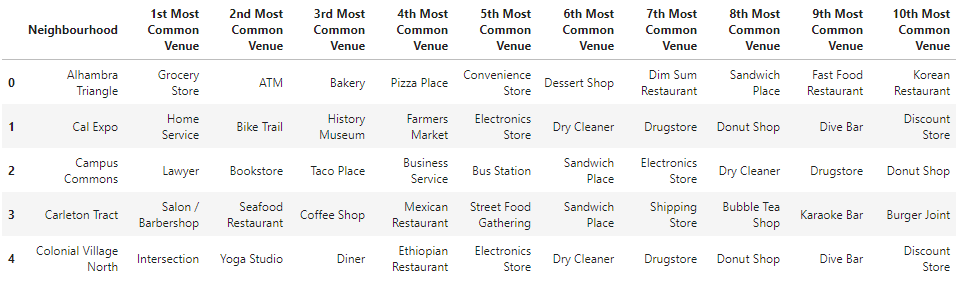 Neighbourhood 1st Most Common Venue 2nd Most Common Venue 3rd Most Common Venue 4th Most Common Venue 5th Most Common Venue 6th Most Common Venue 7th Most Common Venue 8th Most Common Venue 9th Most Common Venue 10th Most Common Venue
0 Alhambra Triangle Grocery Store ATM Bakery Pizza Place Convenience Store Dessert Shop Dim Sum Restaurant Sandwich Place Fast Food Restaurant Korean Restaurant
1 Cal Expo Home Service Bike Trail History Museum Farmers Market Electronics Store Dry Cleaner Drugstore Donut Shop Dive Bar Discount Store
2 Campus Commons Lawyer Bookstore Taco Place Business Service Bus Station Sandwich Place Electronics Store Dry Cleaner Drugstore Donut Shop
3 Carleton Tract Salon / Barbershop Seafood Restaurant Coffee Shop Mexican Restaurant Street Food Gathering Sandwich Place Shipping Store Bubble Tea Shop Karaoke Bar Burger Joint
4 Colonial Village North Intersection Yoga Studio Diner Ethiopian Restaurant Electronics Store Dry Cleaner Drugstore Donut Shop Dive Bar Discount Store